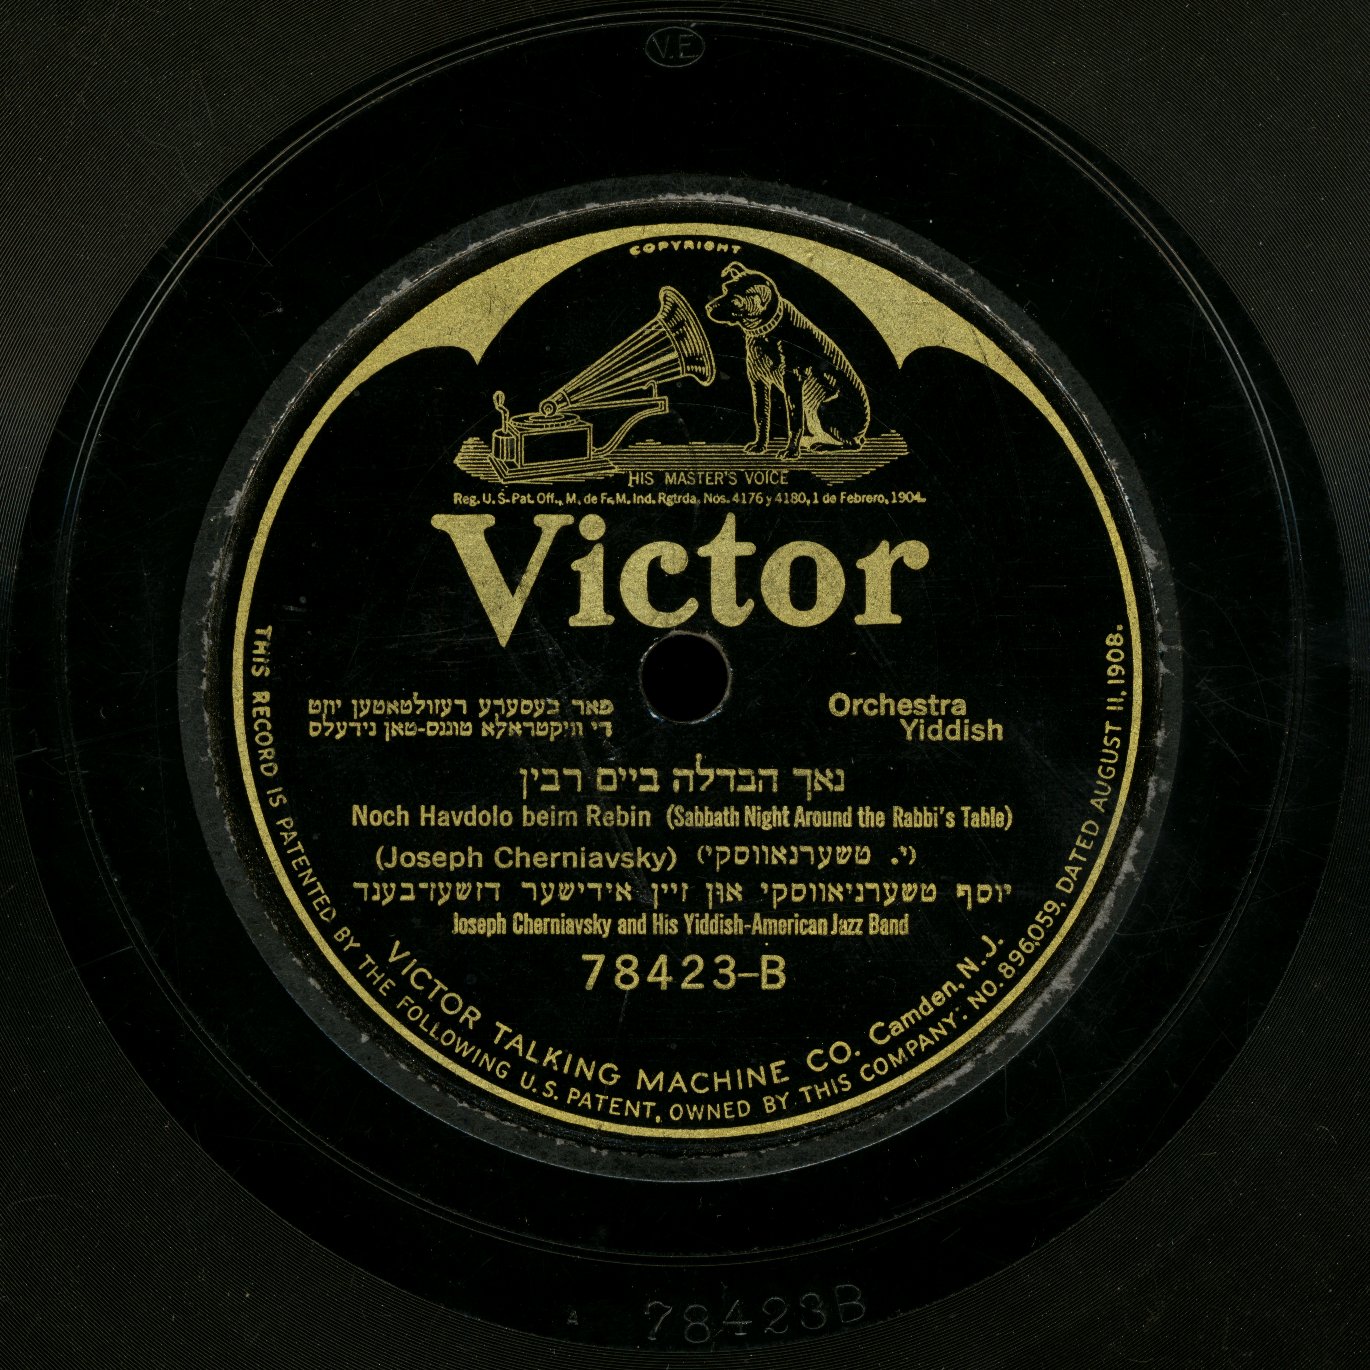 V.E
COPYRIGHT
HIS MASTER'S VOICE
Reg. U. S. Pat. Off., M. de F., M. Ind. Rgtrda. Nos. 4176 y 4180, 1 de Febrero, 1904.
Victor
פאר בעסערע רעזולטאטען יוזט
די וויקטראלא טוננס-טאן נידעלס
Orchestra
Yiddish
נאך הבדלה ביים רבין
Noch Havdolo beim Rebin (Sabbath Night Around the Rabbi's Table)
(Joseph Cherniavsky) (י. טשערנאווסקי)
יוסף טשערניאווסקי און זיין אידישער דזשעז־בענד
Joseph Cherniavsky and His Yiddish-American Jazz Band
78423-B
VICTOR TALKING MACHINE CO. Camden, N. J.
THIS RECORD IS PATENTED BY THE FOLLOWING U.S. PATENT, OWNED BY THIS COMPANY: NO. 896,059, DATED AUGUST 11, 1908.
A 78423B